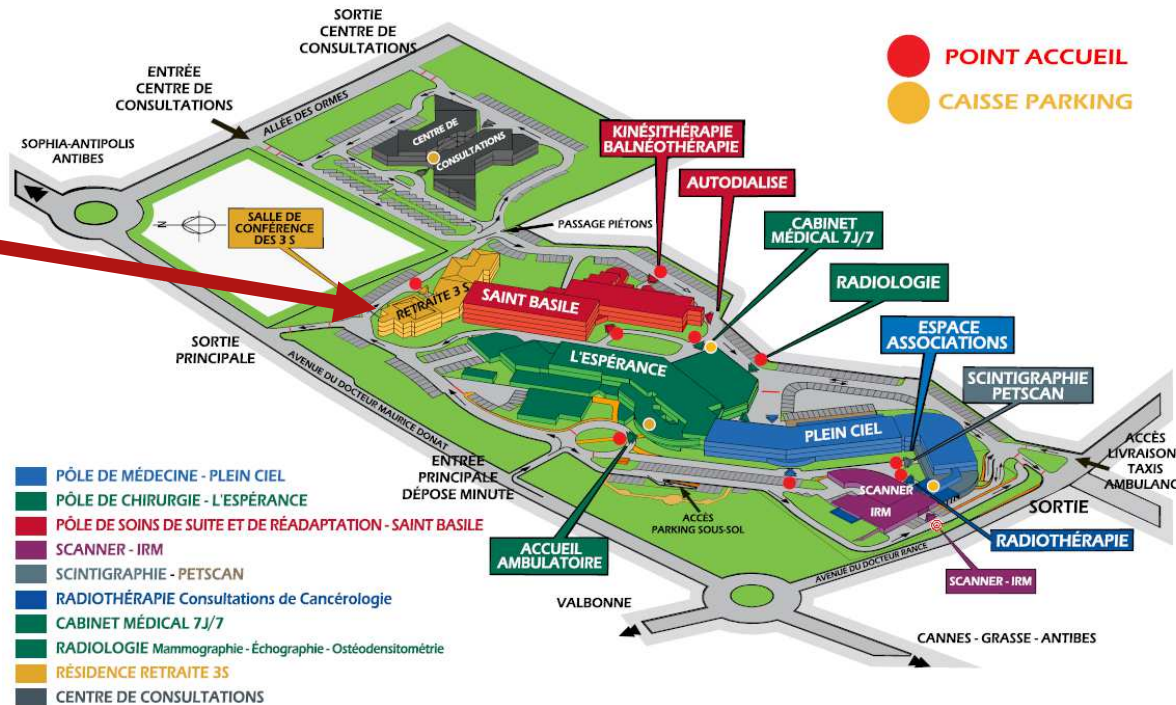 SORTIE
CENTRE DE
CONSULTATIONS
ENTRÉE
CENTRE DE
CONSULTATIONS
ALLÉE DES ORMES
SOPHIA-ANTIPOLIS
ANTIBES
CENTRE DE
CONSULTATIONS
POINT ACCUEIL
CAISSE PARKING
KINÉSITHÉRAPIE
BALNÉOTHÉRAPIE
AUTODIALISE
CABINET
MÉDICAL 7J/7
RADIOLOGIE
ESPACE
ASSOCIATIONS
SCINTIGRAPHIE
PETSCAN
N
SALLE DE
CONFÉRENCE
DES 3 S
PASSAGE PIÉTONS
RETRAITE 3 S
SAINT BASILE
L'ESPÉRANCE
PLEIN CIEL
SORTIE
PRINCIPALE
AVENUE DU DOCTEUR MAURICE DONAT
ENTRÉE
PRINCIPALE
DÉPOSE MINUTE
ACCÈS
PARKING SOUS-SOL
ACCUEIL
AMBULATOIRE
SCANNER
IRM
ACCÈS
LIVRAISON
TAXIS
AMBULANC
SORTIE
RADIOTHÉRAPIE
SCANNER - IRM
AVENUE DU DOCTEUR RANCE
VALBONNE
CANNES - GRASSE - ANTIBES
PÔLE DE MÉDECINE - PLEIN CIEL
PÔLE DE CHIRURGIE - L'ESPÉRANCE
PÔLE DE SOINS DE SUITE ET DE RÉADAPTATION - SAINT BASILE
SCANNER - IRM
SCINTIGRAPHIE - PETSCAN
RADIOTHÉRAPIE Consultations de Cancérologie
CABINET MÉDICAL 7J/7
RADIOLOGIE Mammographie - Échographie - Ostéodensitométrie
RÉSIDENCE RETRAITE 3S
CENTRE DE CONSULTATIONS